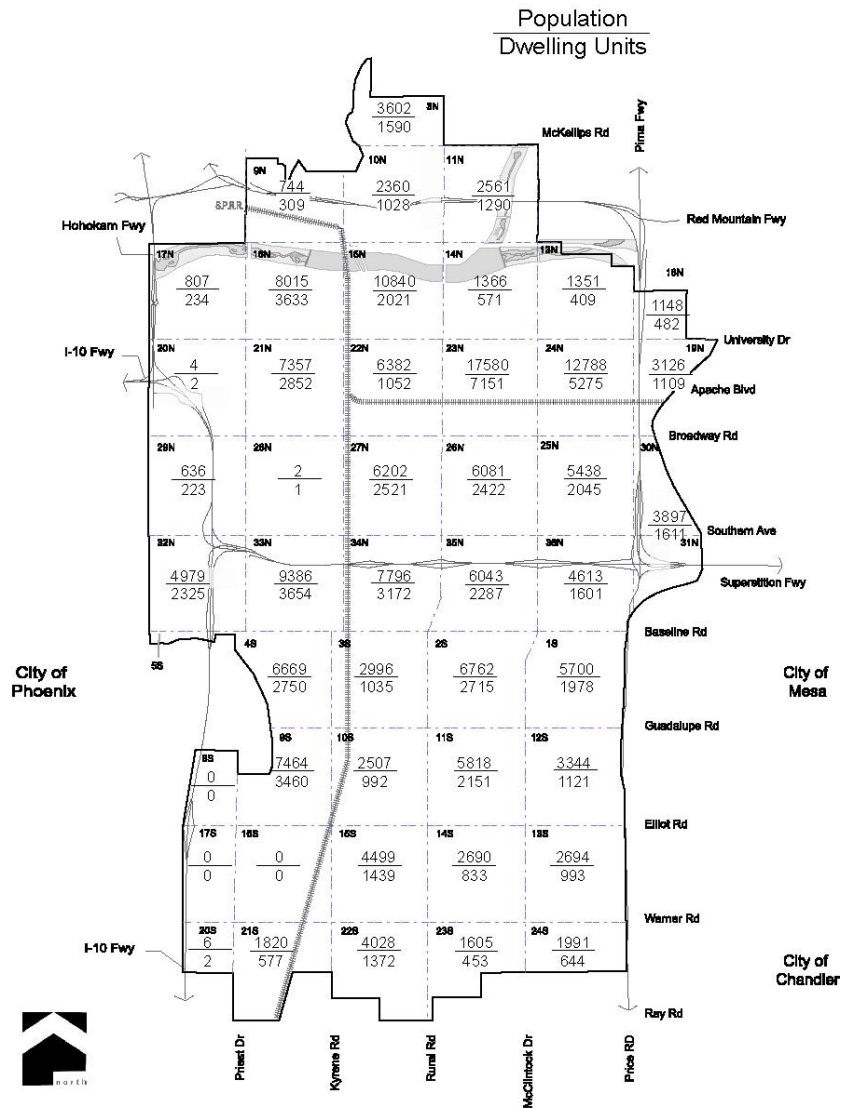 Population
Dwelling Units
3602
3N
1590
McKellips Rd
Pima Fwy
9N
10N
11N
744
309
2360
1028
2561
1290
S.P.R.R.
Hohokam Fwy
Red Mountain Fwy
17N
16N
15N
14N
13N
18N
807
234
8015
3633
10840
2021
1366
571
1351
409
1148
482
University Dr
I-10 Fwy
20N
21N
22N
23N
24N
19N
4
2
7357
2852
6382
1052
17580
7151
12788
5275
3126
1109
Apache Blvd
Broadway Rd
29N
28N
27N
26N
25N
30N
636
223
2
1
6202
2521
6081
2422
5438
2045
3897
1611
Southern Ave
32N
33N
34N
35N
36N
31N
4979
2325
9386
3654
7796
3172
6043
2287
4613
1601
Superstition Fwy
Baseline Rd
5S
4S
3S
2S
1S
City of
Phoenix
6669
2750
2996
1035
6762
2715
5700
1978
City of
Mesa
Guadalupe Rd
8S
9S
10S
11S
12S
0
0
7464
3460
2507
992
5818
2151
3344
1121
Elliot Rd
17S
16S
15S
14S
13S
0
0
0
0
4499
1439
2690
833
2694
993
Warner Rd
I-10 Fwy
20S
21S
22S
23S
24S
6
2
1820
577
4028
1372
1605
453
1991
644
City of
Chandler
Ray Rd
Priest Dr
Kyrene Rd
Rural Rd
McClintock Dr
Price RD
north